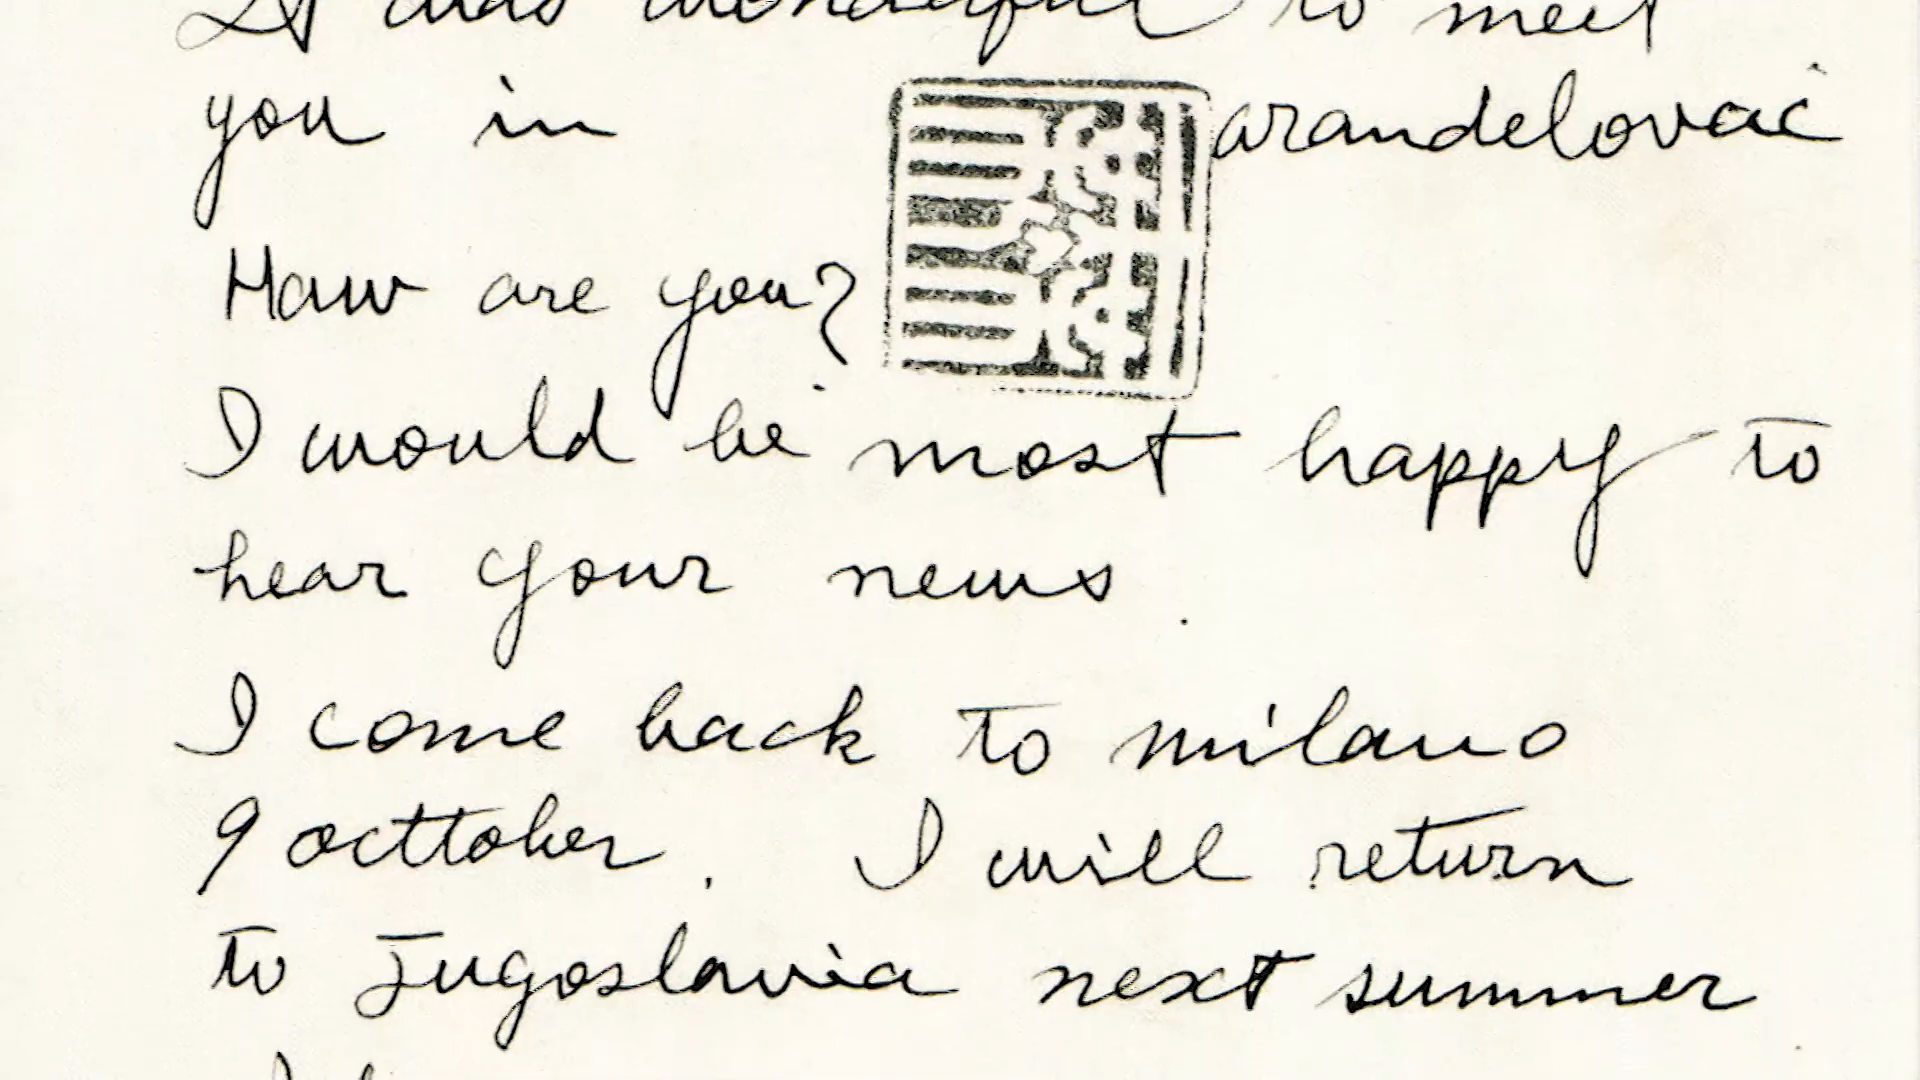 It was wonderful to meet
you in arandelovac
Haw are you?
I would be most happy to
hear your news.
I come back to milano
9 octtober. I will return
to Jugoslavia next summer